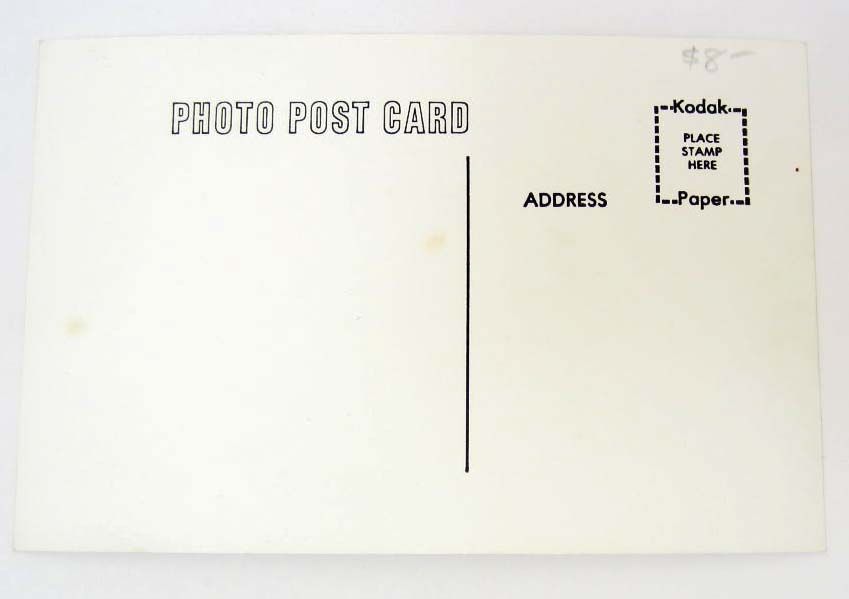 $8-
PHOTO POST CARD
Kodak
PLACE
STAMP
HERE
Paper
ADDRESS